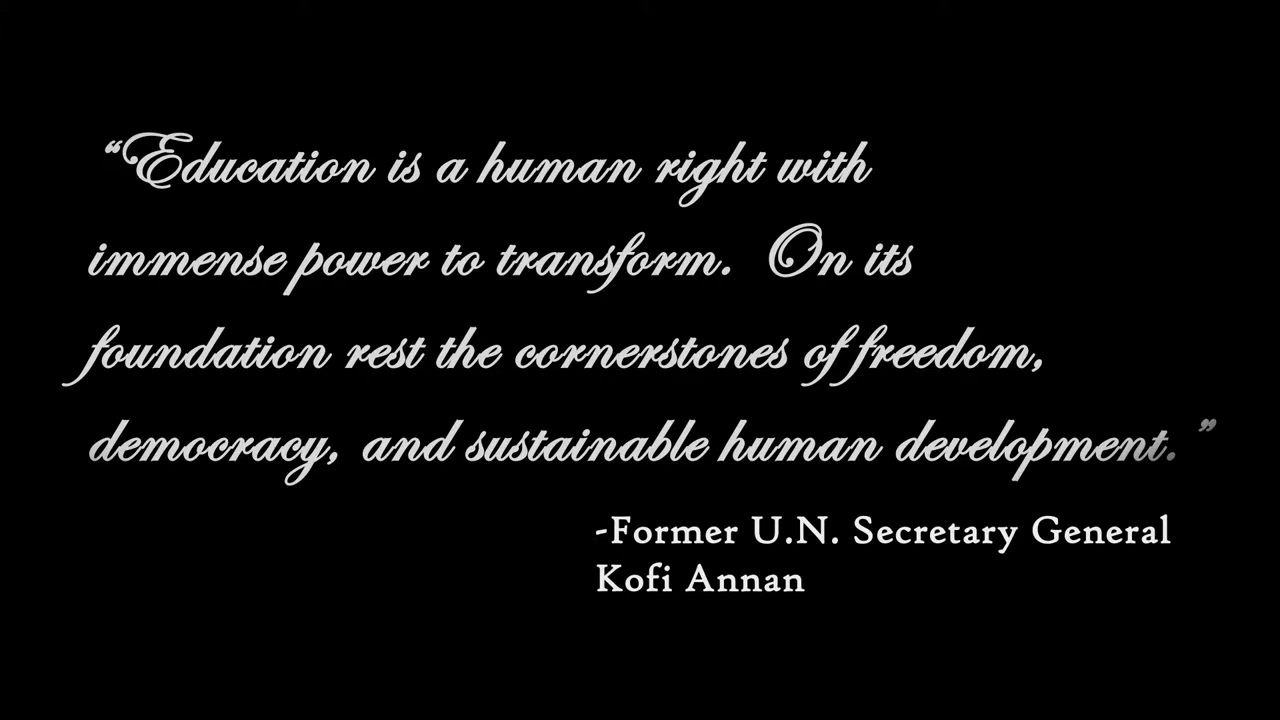 “Education is a human right with
immense power to transform. On its
foundation rest the cornerstones of freedom,
democracy, and sustainable human development.”
-Former U.N. Secretary General
Kofi Annan